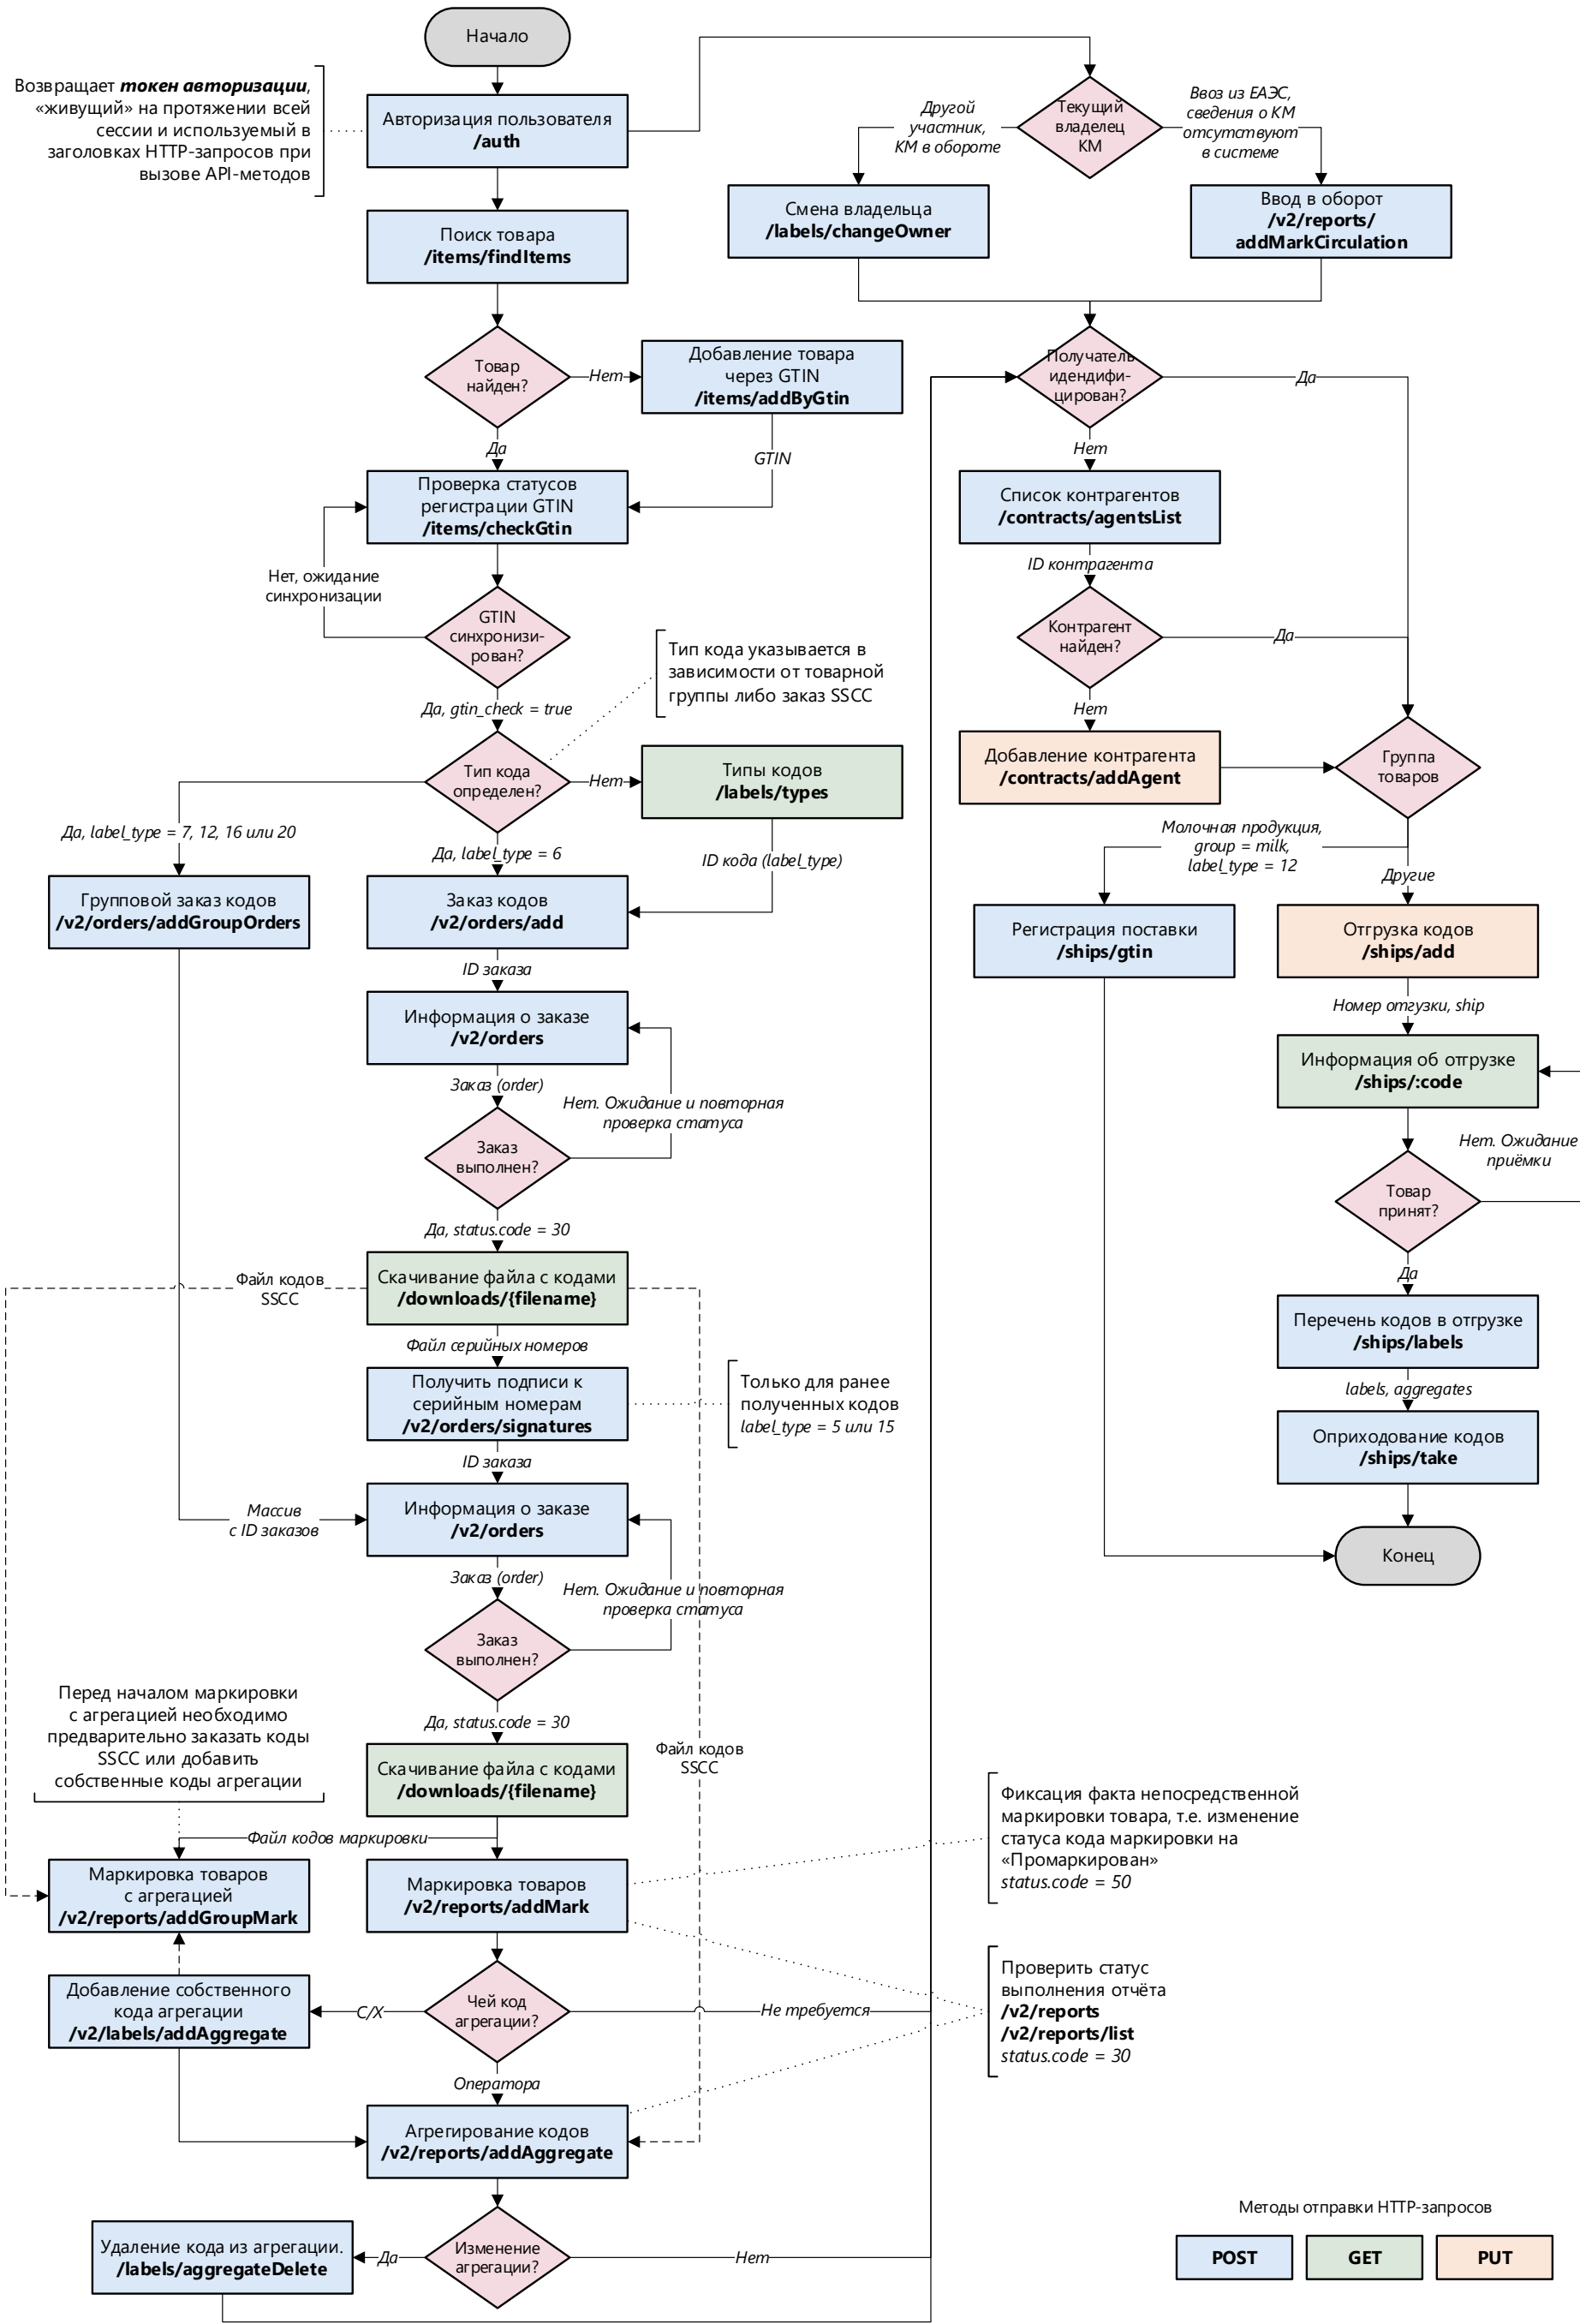 Начало
Возвращает токен авторизации,
«живущий» на протяжении всей
сессии и используемый в
заголовках HTTP-запросов при
вызове API-методов
Авторизация пользователя
/auth
Поиск товара
/items/findItems
Товар
найден?
Нет
Добавление товара
через GTIN
/items/addByGtin
Да
GTIN
Проверка статусов
регистрации GTIN
/items/checkGtin
Нет, ожидание
синхронизации
GTIN
синхронизи-
рован?
Да, gtin_check = true
Тип кода указывается в
зависимости от товарной
группы либо заказ SSCC
Тип кода
определен?
Нет
Типы кодов
/labels/types
Да, label_type = 7, 12, 16 или 20
Да, label_type = 6
ID кода (label_type)
Групповой заказ кодов
/v2/orders/addGroupOrders
Заказ кодов
/v2/orders/add
ID заказа
Информация о заказе
/v2/orders
Заказ (order)
Нет. Ожидание и повторная
проверка статуса
Заказ
выполнен?
Да, status.code = 30
Файл кодов
SSCC
Скачивание файла с кодами
/downloads/{filename}
Файл серийных номеров
Получить подписи к
серийным номерам
/v2/orders/signatures
Только для ранее
полученных кодов
label_type = 5 или 15
ID заказа
Массив
с ID заказов
Информация о заказе
/v2/orders
Заказ (order)
Нет. Ожидание и повторная
проверка статуса
Заказ
выполнен?
Да, status.code = 30
Перед началом маркировки
с агрегацией необходимо
предварительно заказать коды
SSCC или добавить
собственные коды агрегации
Скачивание файла с кодами
/downloads/{filename}
Файл кодов
SSCC
Файл кодов маркировки
Маркировка товаров
с агрегацией
/v2/reports/addGroupMark
Маркировка товаров
/v2/reports/addMark
Фиксация факта непосредственной
маркировки товара, т.е. изменение
статуса кода маркировки на
«Промаркирован»
status.code = 50
Добавление собственного
кода агрегации
/v2/labels/addAggregate
С/Х
Чей код
агрегации?
Не требуется
Проверить статус
выполнения отчёта
/v2/reports
/v2/reports/list
status.code = 30
Оператора
Агрегирование кодов
/v2/reports/addAggregate
Удаление кода из агрегации.
/labels/aggregateDelete
Да
Изменение
агрегации?
Нет
Текущий
владелец
КМ
Другой
участник,
КМ в обороте
Ввоз из ЕАЭС,
сведения о КМ
отсутствуют
в системе
Смена владельца
/labels/changeOwner
Ввод в оборот
/v2/reports/
addMarkCirculation
Получатель
идендифи-
цирован?
Да
Нет
Список контрагентов
/contracts/agentsList
ID контрагента
Контрагент
найден?
Да
Нет
Добавление контрагента
/contracts/addAgent
Группа
товаров
Молочная продукция,
group = milk,
label_type = 12
Другие
Регистрация поставки
/ships/gtin
Отгрузка кодов
/ships/add
Номер отгузки, ship
Информация об отгрузке
/ships/:code
Нет. Ожидание
приёмки
Товар
принят?
Да
Перечень кодов в отгрузке
/ships/labels
labels, aggregates
Оприходование кодов
/ships/take
Конец
Методы отправки HTTP-запросов
POST
GET
PUT